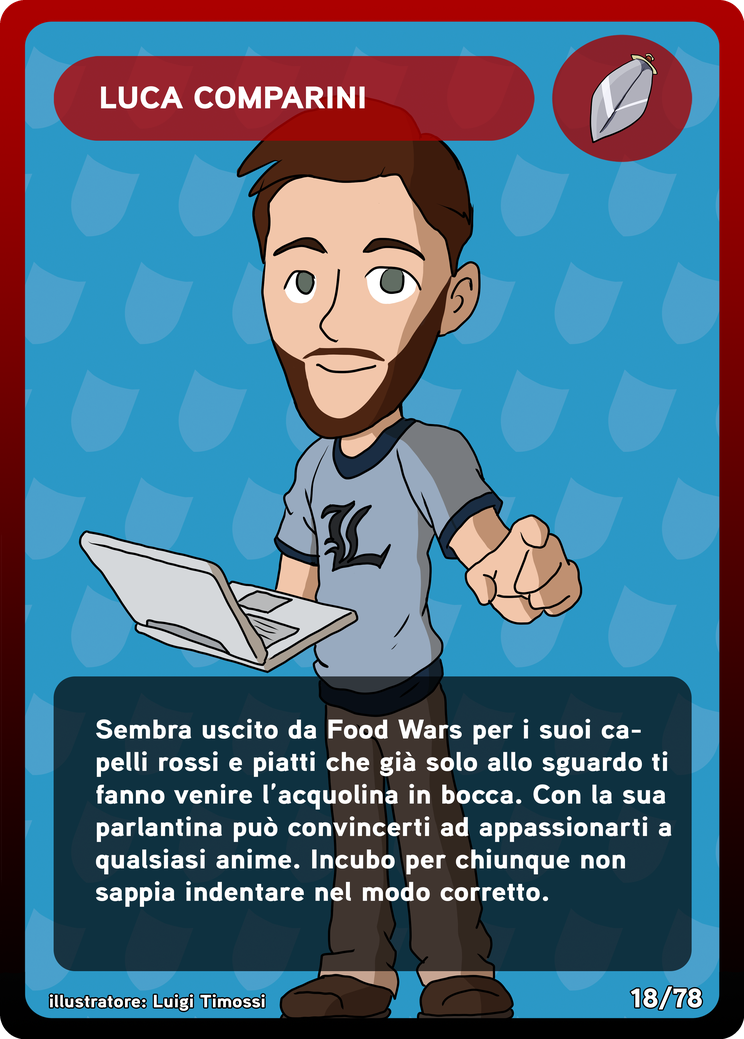 LUCA COMPARINI
L
Sembra uscito da Food Wars per i suoi ca-
pelli rossi e piatti che già solo allo sguardo ti
fanno venire l'acquolina in bocca. Con la sua
parlantina può convincerti ad appassionarti a
qualsiasi anime. Incubo per chiunque non
sappia indentare nel modo corretto.
illustratore: Luigi Timossi
18/78